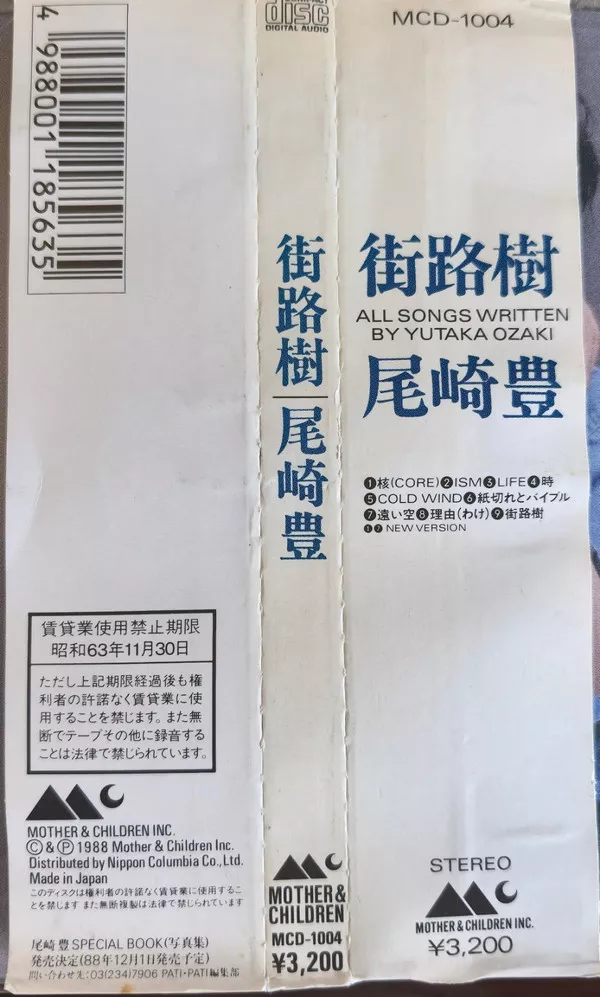 4 988001 185635
賃貸業使用禁止期限
昭和63年11月30日
ただし上記期限経過後も権
利者の許諾なく賃貸業に使
用することを禁じます。また無
断でテープその他に録音する
ことは法律で禁じられています。
MOTHER & CHILDREN INC.
Ⓒ & Ⓟ 1988 Mother & Children Inc.
Distributed by Nippon Columbia Co., Ltd.
Made in Japan
このディスクは権利者の許諾なく賃貸業に使用するこ
とを禁じます また無断複製は法律で禁じられています
尾崎 豊 SPECIAL BOOK(写真集)
発売決定(88年12月1日発売予定)
問い合わせ先:03(234)7906 PATi・PATi編集部
COMPACT
disc
DIGITAL AUDIO
街路樹
尾崎豊
MOTHER &
CHILDREN
MCD-1004
¥3,200
MCD-1004
街路樹
ALL SONGS WRITTEN
BY YUTAKA OZAKI
尾崎豊
❶核(CORE)❷ISM❸LIFE❹時
❺COLD WIND❻紙切れとバイブル
❼遠い空❽理由(わけ)❾街路樹
❶❼ NEW VERSION
STEREO
MOTHER & CHILDREN INC.
¥3,200